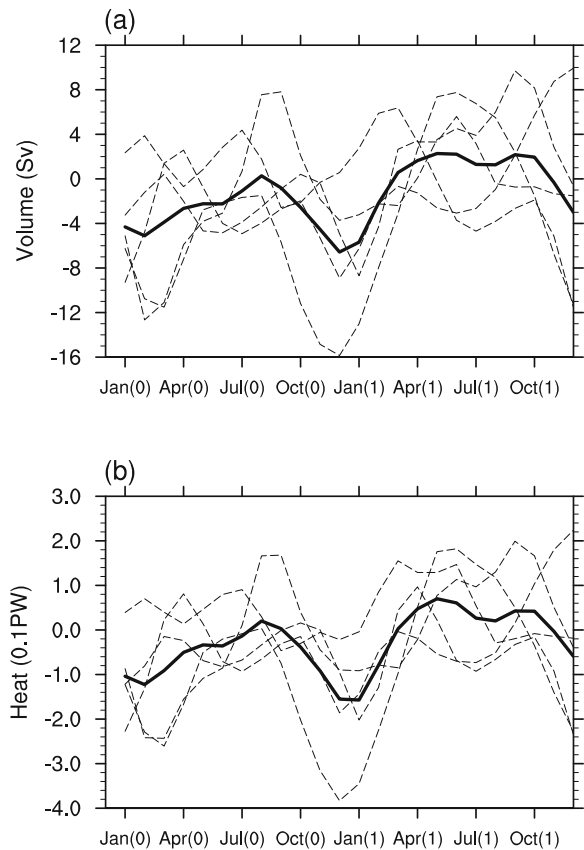 (a)
12
8
4
0
-4
-8
-12
-16
Volume (Sv)
Jan(0) Apr(0) Jul(0) Oct(0) Jan(1) Apr(1) Jul(1) Oct(1)
(b)
3.0
2.0
1.0
0.0
-1.0
-2.0
-3.0
-4.0
Heat (0.1PW)
Jan(0) Apr(0) Jul(0) Oct(0) Jan(1) Apr(1) Jul(1) Oct(1)